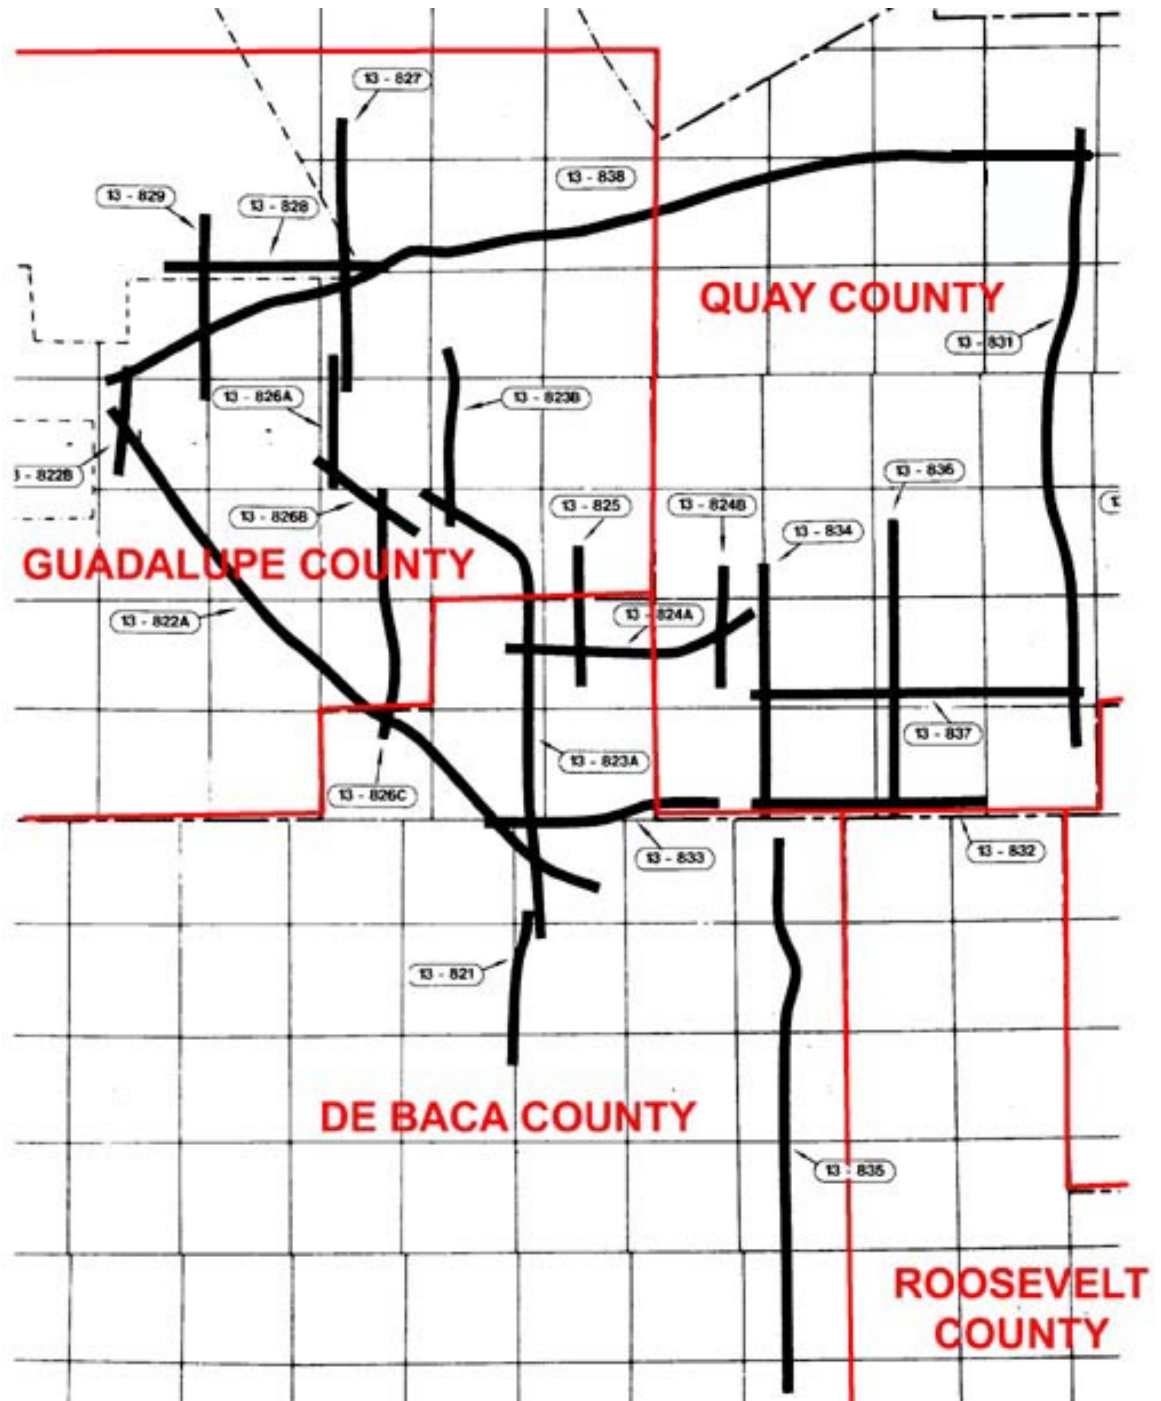 13 - 827
13 - 838
13 - 829
13 - 828
QUAY COUNTY
13 - 831
13 - 826A
13 - 823B
13 - 836
3 - 822B
13 - 825
13 - 824B
13 - 826B
13 - 834
GUADALUPE COUNTY
13 - 824A
13 - 822A
13 - 837
13 - 823A
13 - 826C
13 - 833
13 - 832
13 - 821
DE BACA COUNTY
13 - 835
ROOSEVELT
COUNTY